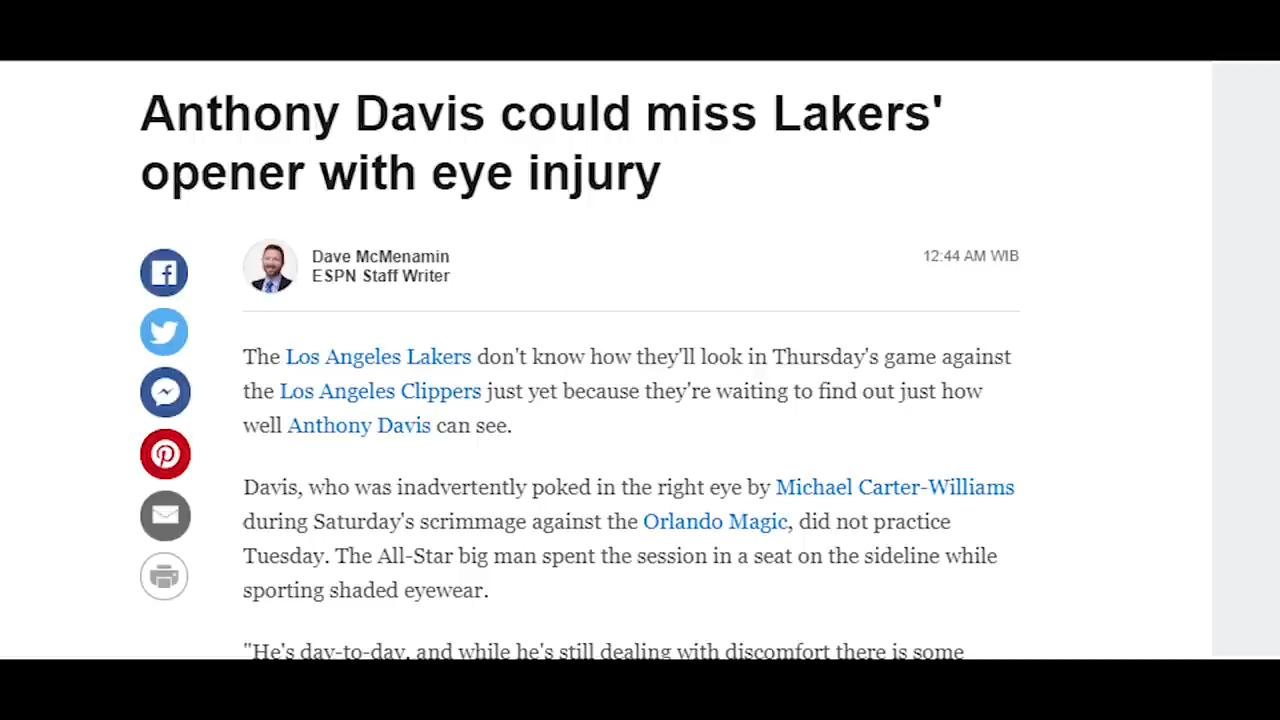 Anthony Davis could miss Lakers'
opener with eye injury
Dave McMenamin
ESPN Staff Writer
12:44 AM WIB
The Los Angeles Lakers don't know how they'll look in Thursday's game against
the Los Angeles Clippers just yet because they're waiting to find out just how
well Anthony Davis can see.
Davis, who was inadvertently poked in the right eye by Michael Carter-Williams
during Saturday's scrimmage against the Orlando Magic, did not practice
Tuesday. The All-Star big man spent the session in a seat on the sideline while
sporting shaded eyewear.
"He's day-to-day, and while he's still dealing with discomfort there is some